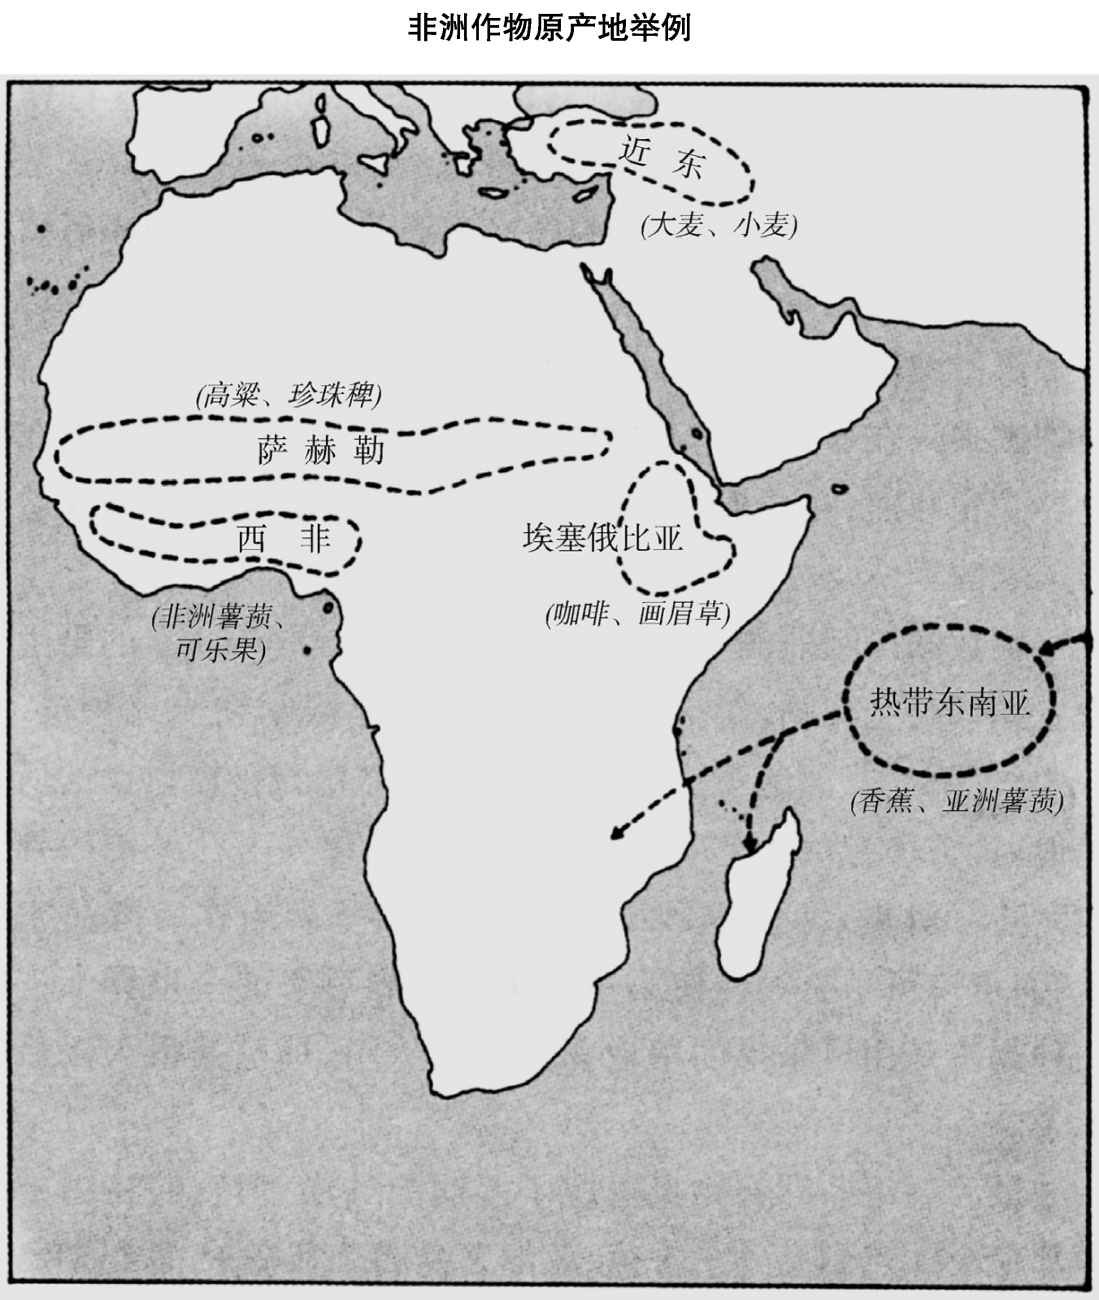 非洲作物原产地举例
近东
(大麦、小麦)
(高粱、珍珠稗)
萨赫勒
西非
埃塞俄比亚
(非洲薯蓣、
可乐果)
(咖啡、画眉草)
热带东南亚
(香蕉、亚洲薯蓣)